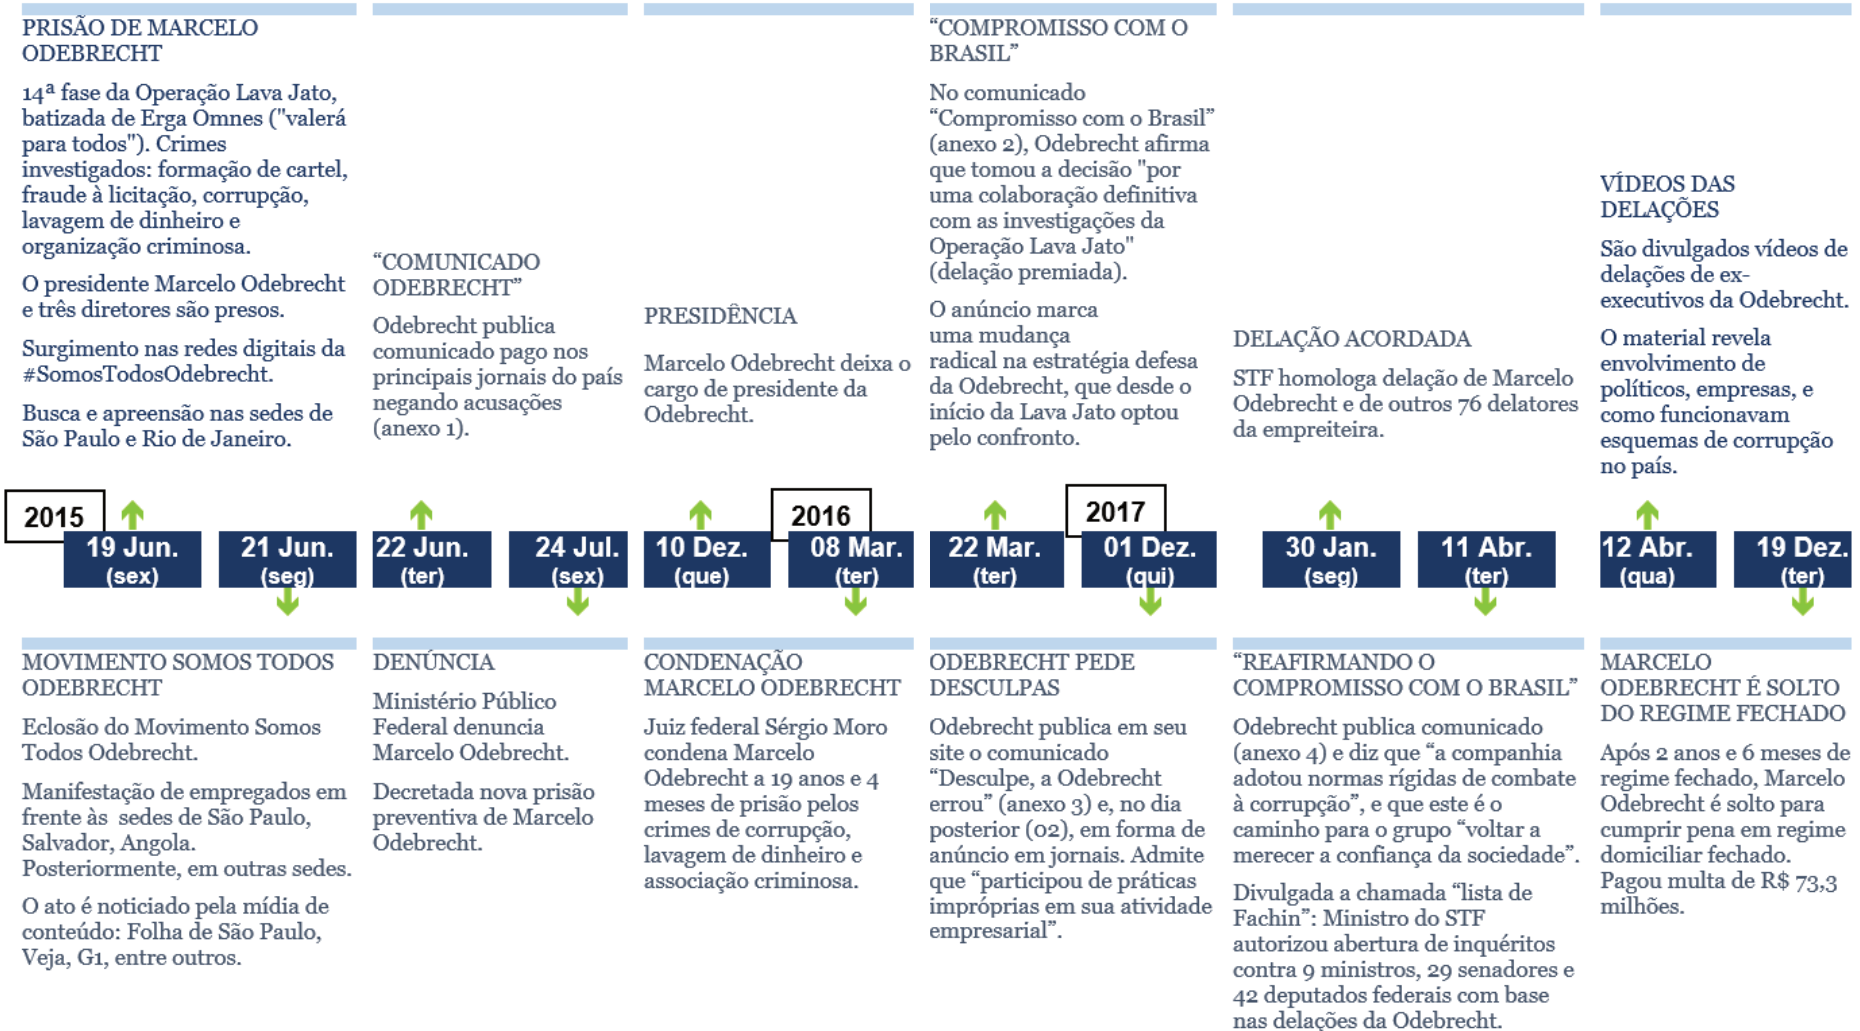 PRISÃO DE MARCELO
ODEBRECHT
14ª fase da Operação Lava Jato,
batizada de Erga Omnes ("valerá
para todos"). Crimes
investigados: formação de cartel,
fraude à licitação, corrupção,
lavagem de dinheiro e
organização criminosa.
O presidente Marcelo Odebrecht
e três diretores são presos.
Surgimento nas redes digitais da
#SomosTodosOdebrecht.
Busca e apreensão nas sedes de
São Paulo e Rio de Janeiro.
“COMUNICADO
ODEBRECHT”
Odebrecht publica
comunicado pago nos
principais jornais do país
negando acusações
(anexo 1).
PRESIDÊNCIA
Marcelo Odebrecht deixa o
cargo de presidente da
Odebrecht.
“COMPROMISSO COM O
BRASIL”
No comunicado
“Compromisso com o Brasil”
(anexo 2), Odebrecht afirma
que tomou a decisão "por
uma colaboração definitiva
com as investigações da
Operação Lava Jato"
(delação premiada).
O anúncio marca
uma mudança
radical na estratégia defesa
da Odebrecht, que desde o
início da Lava Jato optou
pelo confronto.
DELAÇÃO ACORDADA
STF homologa delação de Marcelo
Odebrecht e de outros 76 delatores
da empreiteira.
VÍDEOS DAS
DELAÇÕES
São divulgados vídeos de
delações de ex-
executivos da Odebrecht.
O material revela
envolvimento de
políticos, empresas, e
como funcionavam
esquemas de corrupção
no país.
2015
2016
2017
19 Jun.
(sex)
21 Jun.
(seg)
22 Jun.
(ter)
24 Jul.
(sex)
10 Dez.
(que)
08 Mar.
(ter)
22 Mar.
(ter)
01 Dez.
(qui)
30 Jan.
(seg)
11 Abr.
(ter)
12 Abr.
(qua)
19 Dez.
(ter)
MOVIMENTO SOMOS TODOS
ODEBRECHT
Eclosão do Movimento Somos
Todos Odebrecht.
Manifestação de empregados em
frente às sedes de São Paulo,
Salvador, Angola.
Posteriormente, em outras sedes.
O ato é noticiado pela mídia de
conteúdo: Folha de São Paulo,
Veja, G1, entre outros.
DENÚNCIA
Ministério Público
Federal denuncia
Marcelo Odebrecht.
Decretada nova prisão
preventiva de Marcelo
Odebrecht.
CONDENAÇÃO
MARCELO ODEBRECHT
Juiz federal Sérgio Moro
condena Marcelo
Odebrecht a 19 anos e 4
meses de prisão pelos
crimes de corrupção,
lavagem de dinheiro e
associação criminosa.
ODEBRECHT PEDE
DESCULPAS
Odebrecht publica em seu
site o comunicado
“Desculpe, a Odebrecht
errou” (anexo 3) e, no dia
posterior (02), em forma de
anúncio em jornais. Admite
que “participou de práticas
impróprias em sua atividade
empresarial”.
“REAFIRMANDO O
COMPROMISSO COM O BRASIL”
Odebrecht publica comunicado
(anexo 4) e diz que “a companhia
adotou normas rígidas de combate
à corrupção”, e que este é o
caminho para o grupo “voltar a
merecer a confiança da sociedade”.
Divulgada a chamada “lista de
Fachin”: Ministro do STF
autorizou abertura de inquéritos
contra 9 ministros, 29 senadores e
42 deputados federais com base
nas delações da Odebrecht.
MARCELO
ODEBRECHT É SOLTO
DO REGIME FECHADO
Após 2 anos e 6 meses de
regime fechado, Marcelo
Odebrecht é solto para
cumprir pena em regime
domiciliar fechado.
Pagou multa de R$ 73,3
milhões.